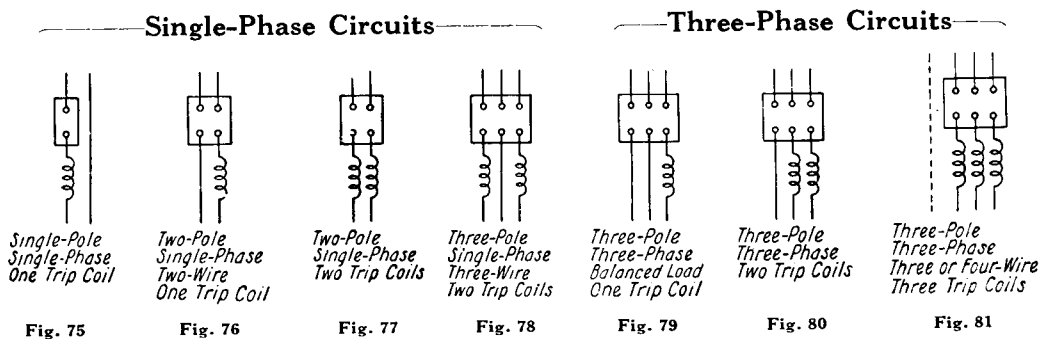 Single-Phase Circuits
Three-Phase Circuits
Single-Pole
Single-Phase
One Trip Coil
Fig. 75
Two-Pole
Single-Phase
Two-Wire
One Trip Coil
Fig. 76
Two-Pole
Single-Phase
Two Trip Coils
Fig. 77
Three-Pole
Single-Phase
Three-Wire
Two Trip Coils
Fig. 78
Three-Pole
Three-Phase
Balanced Load
One Trip Coil
Fig. 79
Three-Pole
Three-Phase
Two Trip Coils
Fig. 80
Three-Pole
Three-Phase
Three or Four-Wire
Three Trip Coils
Fig. 81